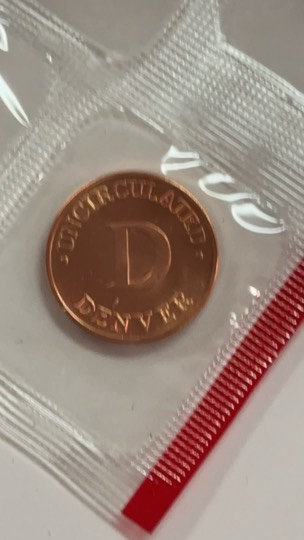 · UNCIRCULATED ·
D
DENVER